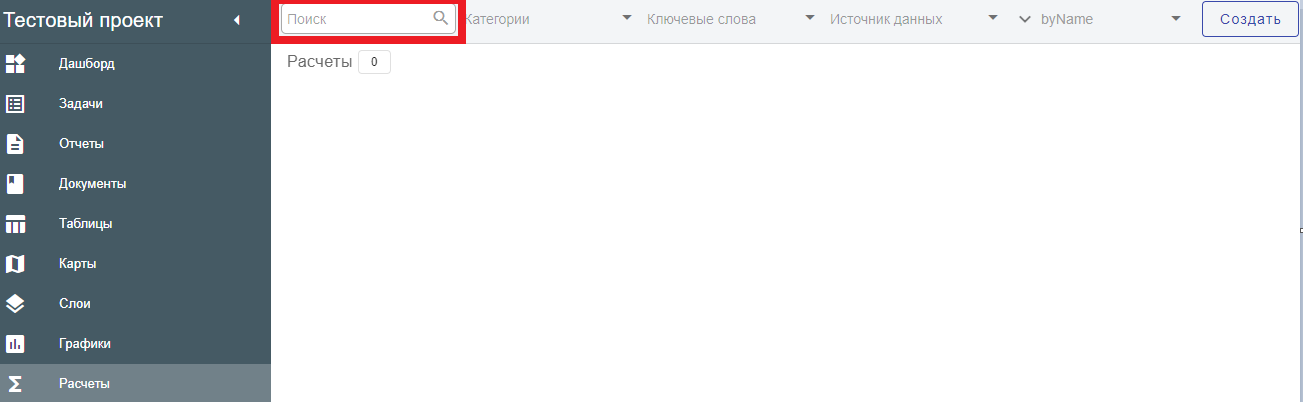 Тестовый проект
Поиск
Категории
Ключевые слова
Источник данных
byName
Создать
Расчеты 0
Дашборд
Задачи
Отчеты
Документы
Таблицы
Карты
Слои
Графики
Расчеты